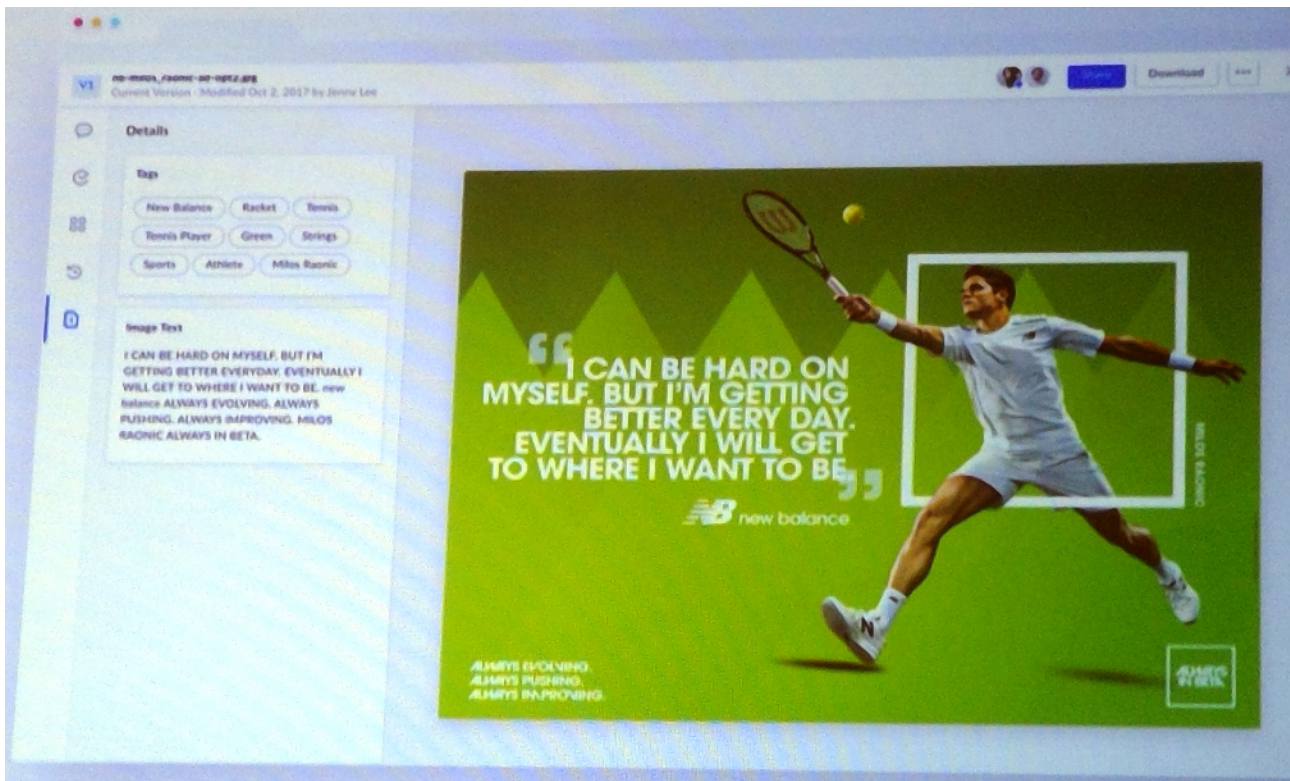 V1
nb-milos_raonic-ad-opt2.jpg
Current Version · Modified Oct 2, 2017 by Jenny Lee
Share
Download
Details
Tags
New Balance
Racket
Tennis
Tennis Player
Green
Strings
Sports
Athlete
Milos Raonic
Image Text
I CAN BE HARD ON MYSELF. BUT I'M
GETTING BETTER EVERYDAY. EVENTUALLY I
WILL GET TO WHERE I WANT TO BE. new
balance ALWAYS EVOLVING. ALWAYS
PUSHING. ALWAYS IMPROVING. MILOS
RAONIC ALWAYS IN BETA.
W
“I CAN BE HARD ON
MYSELF. BUT I'M GETTING
BETTER EVERY DAY.
EVENTUALLY I WILL GET
TO WHERE I WANT TO BE.”
NB new balance
MILOS RAONIC
N
ALWAYS EVOLVING.
ALWAYS PUSHING.
ALWAYS IMPROVING.
ALWAYS
IN BETA.